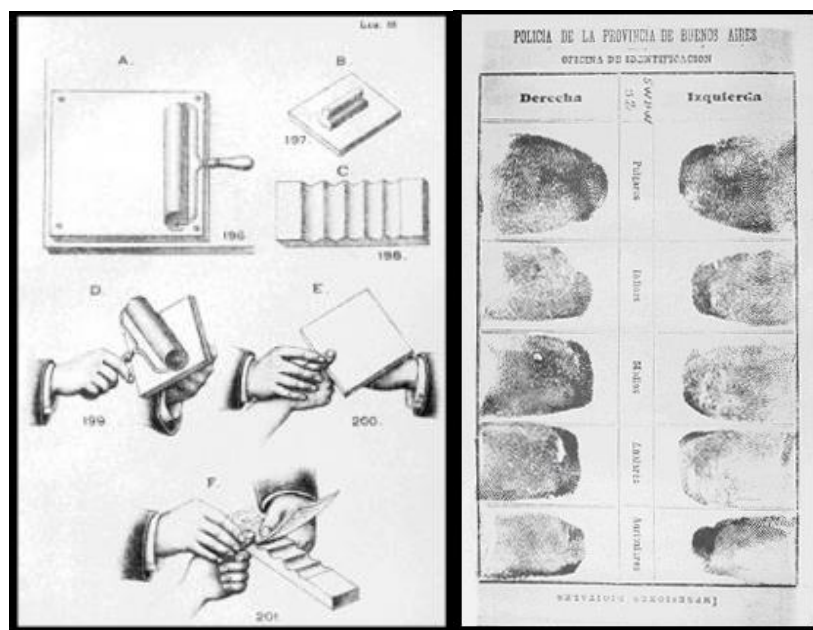 Lam. III
A.
B.
197.
C
196
198.
D.
E.
199
200.
F.
201
POLICIA DE LA PROVINCIA DE BUENOS AIRES
OFICINA DE IDENTIFICACION
Derecha
Izquierda
Pulgares
Indices
Medios
Anulares
Auriculares
IMPRESIONES DIGITALES